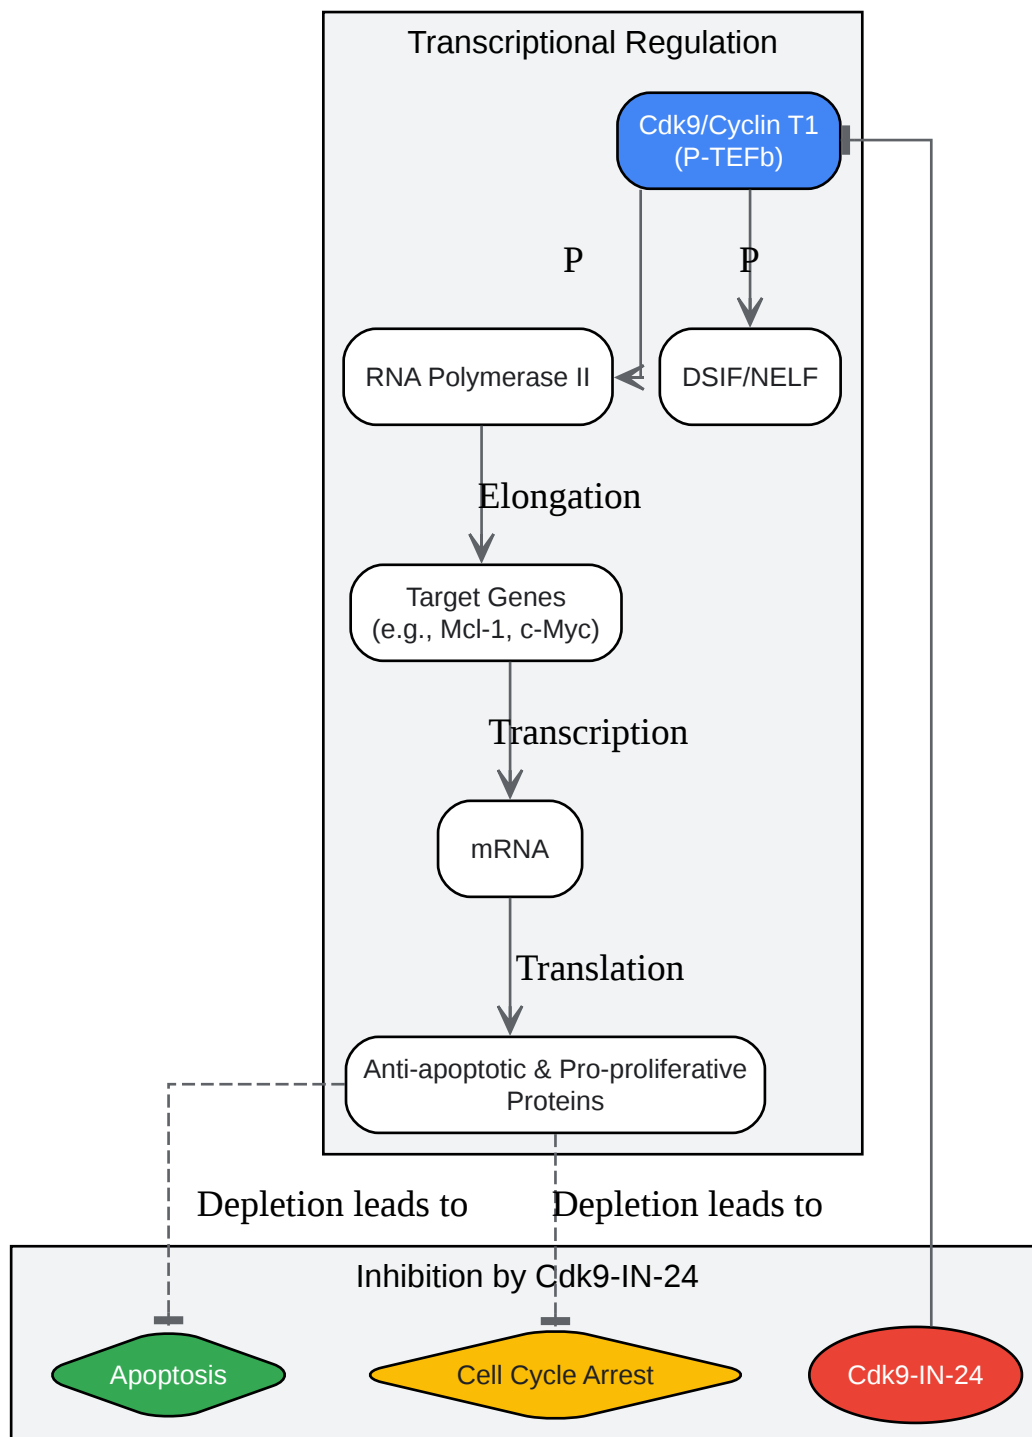 Transcriptional Regulation
Cdk9/Cyclin T1
(P-TEFb)
P
P
RNA Polymerase II
DSIF/NELF
Elongation
Target Genes
(e.g., Mcl-1, c-Myc)
Transcription
mRNA
Translation
Anti-apoptotic & Pro-proliferative
Proteins
Depletion leads to
Depletion leads to
Inhibition by Cdk9-IN-24
Apoptosis
Cell Cycle Arrest
Cdk9-IN-24